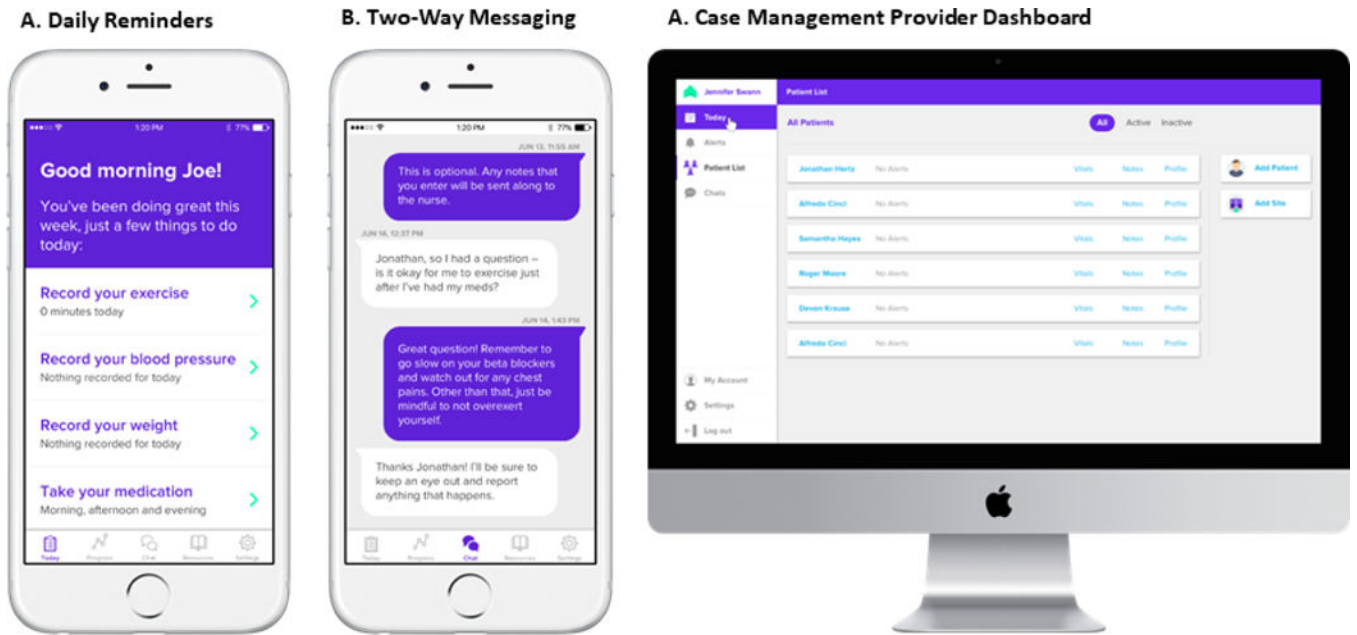 A. Daily Reminders
1:20 PM
77%
Good morning Joe!
You've been doing great this
week, just a few things to do
today:
Record your exercise
0 minutes today
Record your blood pressure
Nothing recorded for today
Record your weight
Nothing recorded for today
Take your medication
Morning, afternoon and evening
Today
Progress
Chat
Resources
Settings
B. Two-Way Messaging
1:20 PM
77%
JUN 13, 11:55 AM
This is optional. Any notes that
you enter will be sent along to
the nurse.
JUN 14, 12:37 PM
Jonathan, so I had a question –
is it okay for me to exercise just
after I've had my meds?
JUN 14, 1:43 PM
Great question! Remember to
go slow on your beta blockers
and watch out for any chest
pains. Other than that, just be
mindful to not overexert
yourself.
Thanks Jonathan! I'll be sure to
keep an eye out and report
anything that happens.
Today
Progress
Chat
Resources
Settings
A. Case Management Provider Dashboard
Jennifer Swann
Patient List
Today
Alerts
Patient List
Chats
My Account
Settings
Log out
All Patients
All Active Inactive
Jonathan Hertz No Alerts Vitals Notes Profile
Alfredo Cinci No Alerts Vitals Notes Profile
Samantha Hayes No Alerts Vitals Notes Profile
Roger Moore No Alerts Vitals Notes Profile
Devon Krause No Alerts Vitals Notes Profile
Alfredo Cinci No Alerts Vitals Notes Profile
Add Patient
Add Site